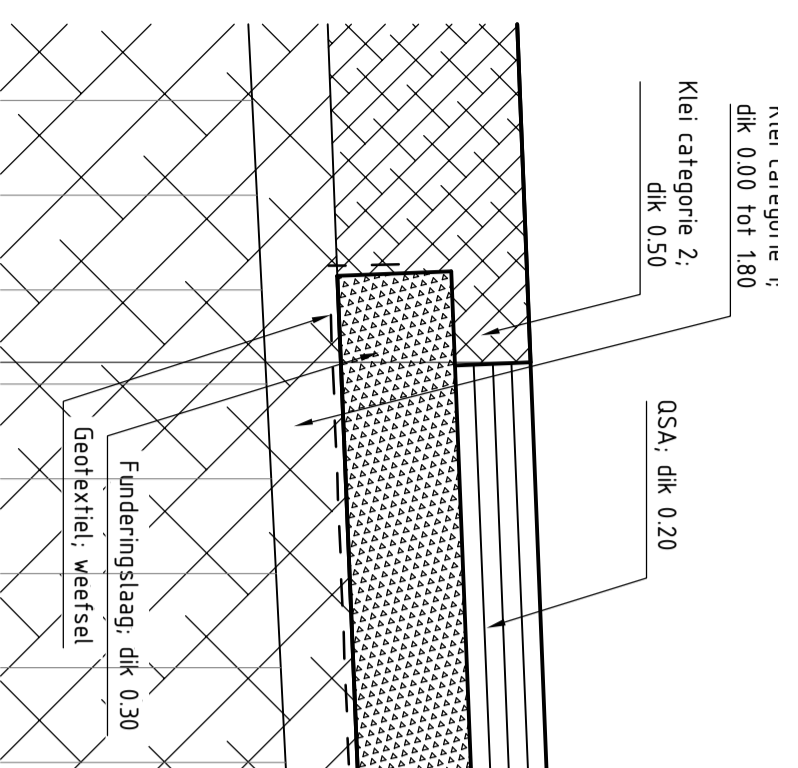 dik 0.00 tot 1.80
Klei categorie 2;
dik 0.50
QSA; dik 0.20
Funderingslaag; dik 0.30
Geotextiel; weefsel